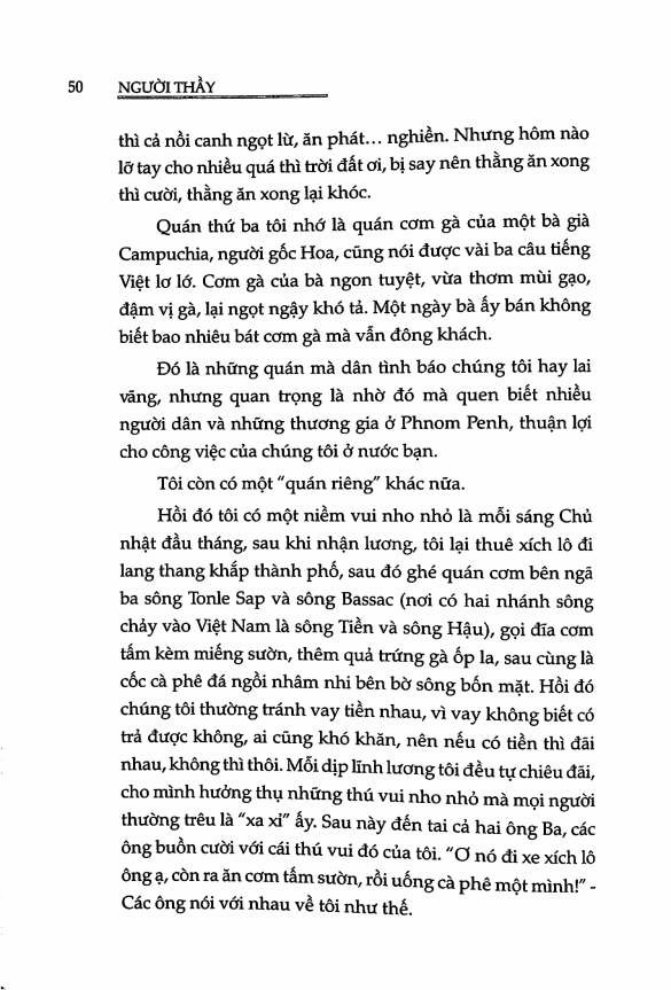 50 NGƯỜI THẦY
thì cả nồi canh ngọt lừ, ăn phát... nghiền. Nhưng hôm nào
lỡ tay cho nhiều quá thì trời đất ơi, bị say nên thằng ăn xong
thì cười, thằng ăn xong lại khóc.
Quán thứ ba tôi nhớ là quán cơm gà của một bà già
Campuchia, người gốc Hoa, cũng nói được vài ba câu tiếng
Việt lơ lớ. Cơm gà của bà ngon tuyệt, vừa thơm mùi gạo,
đậm vị gà, lại ngọt ngậy khó tả. Một ngày bà ấy bán không
biết bao nhiêu bát cơm gà mà vẫn đông khách.
Đó là những quán mà dân tình báo chúng tôi hay lai
vãng, nhưng quan trọng là nhờ đó mà quen biết nhiều
người dân và những thương gia ở Phnom Penh, thuận lợi
cho công việc của chúng tôi ở nước bạn.
Tôi còn có một "quán riêng" khác nữa.
Hồi đó tôi có một niềm vui nho nhỏ là mỗi sáng Chủ
nhật đầu tháng, sau khi nhận lương, tôi lại thuê xích lô đi
lang thang khắp thành phố, sau đó ghé quán cơm bên ngã
ba sông Tonle Sap và sông Bassac (nơi có hai nhánh sông
chảy vào Việt Nam là sông Tiền và sông Hậu), gọi đĩa cơm
tấm kèm miếng sườn, thêm quả trứng gà ốp la, sau cùng là
cốc cà phê đá ngồi nhâm nhi bên bờ sông bốn mặt. Hồi đó
chúng tôi thường tránh vay tiền nhau, vì vay không biết có
trả được không, ai cũng khó khăn, nên nếu có tiền thì đãi
nhau, không thì thôi. Mỗi dịp lĩnh lương tôi đều tự chiêu đãi,
cho mình hưởng thụ những thú vui nho nhỏ mà mọi người
thường trêu là "xa xỉ" ấy. Sau này đến tai cả hai ông Ba, các
ông buồn cười với cái thú vui đó của tôi. "Ơ nó đi xe xích lô
ông ạ, còn ra ăn cơm tấm sườn, rồi uống cà phê một mình!" -
Các ông nói với nhau về tôi như thế.